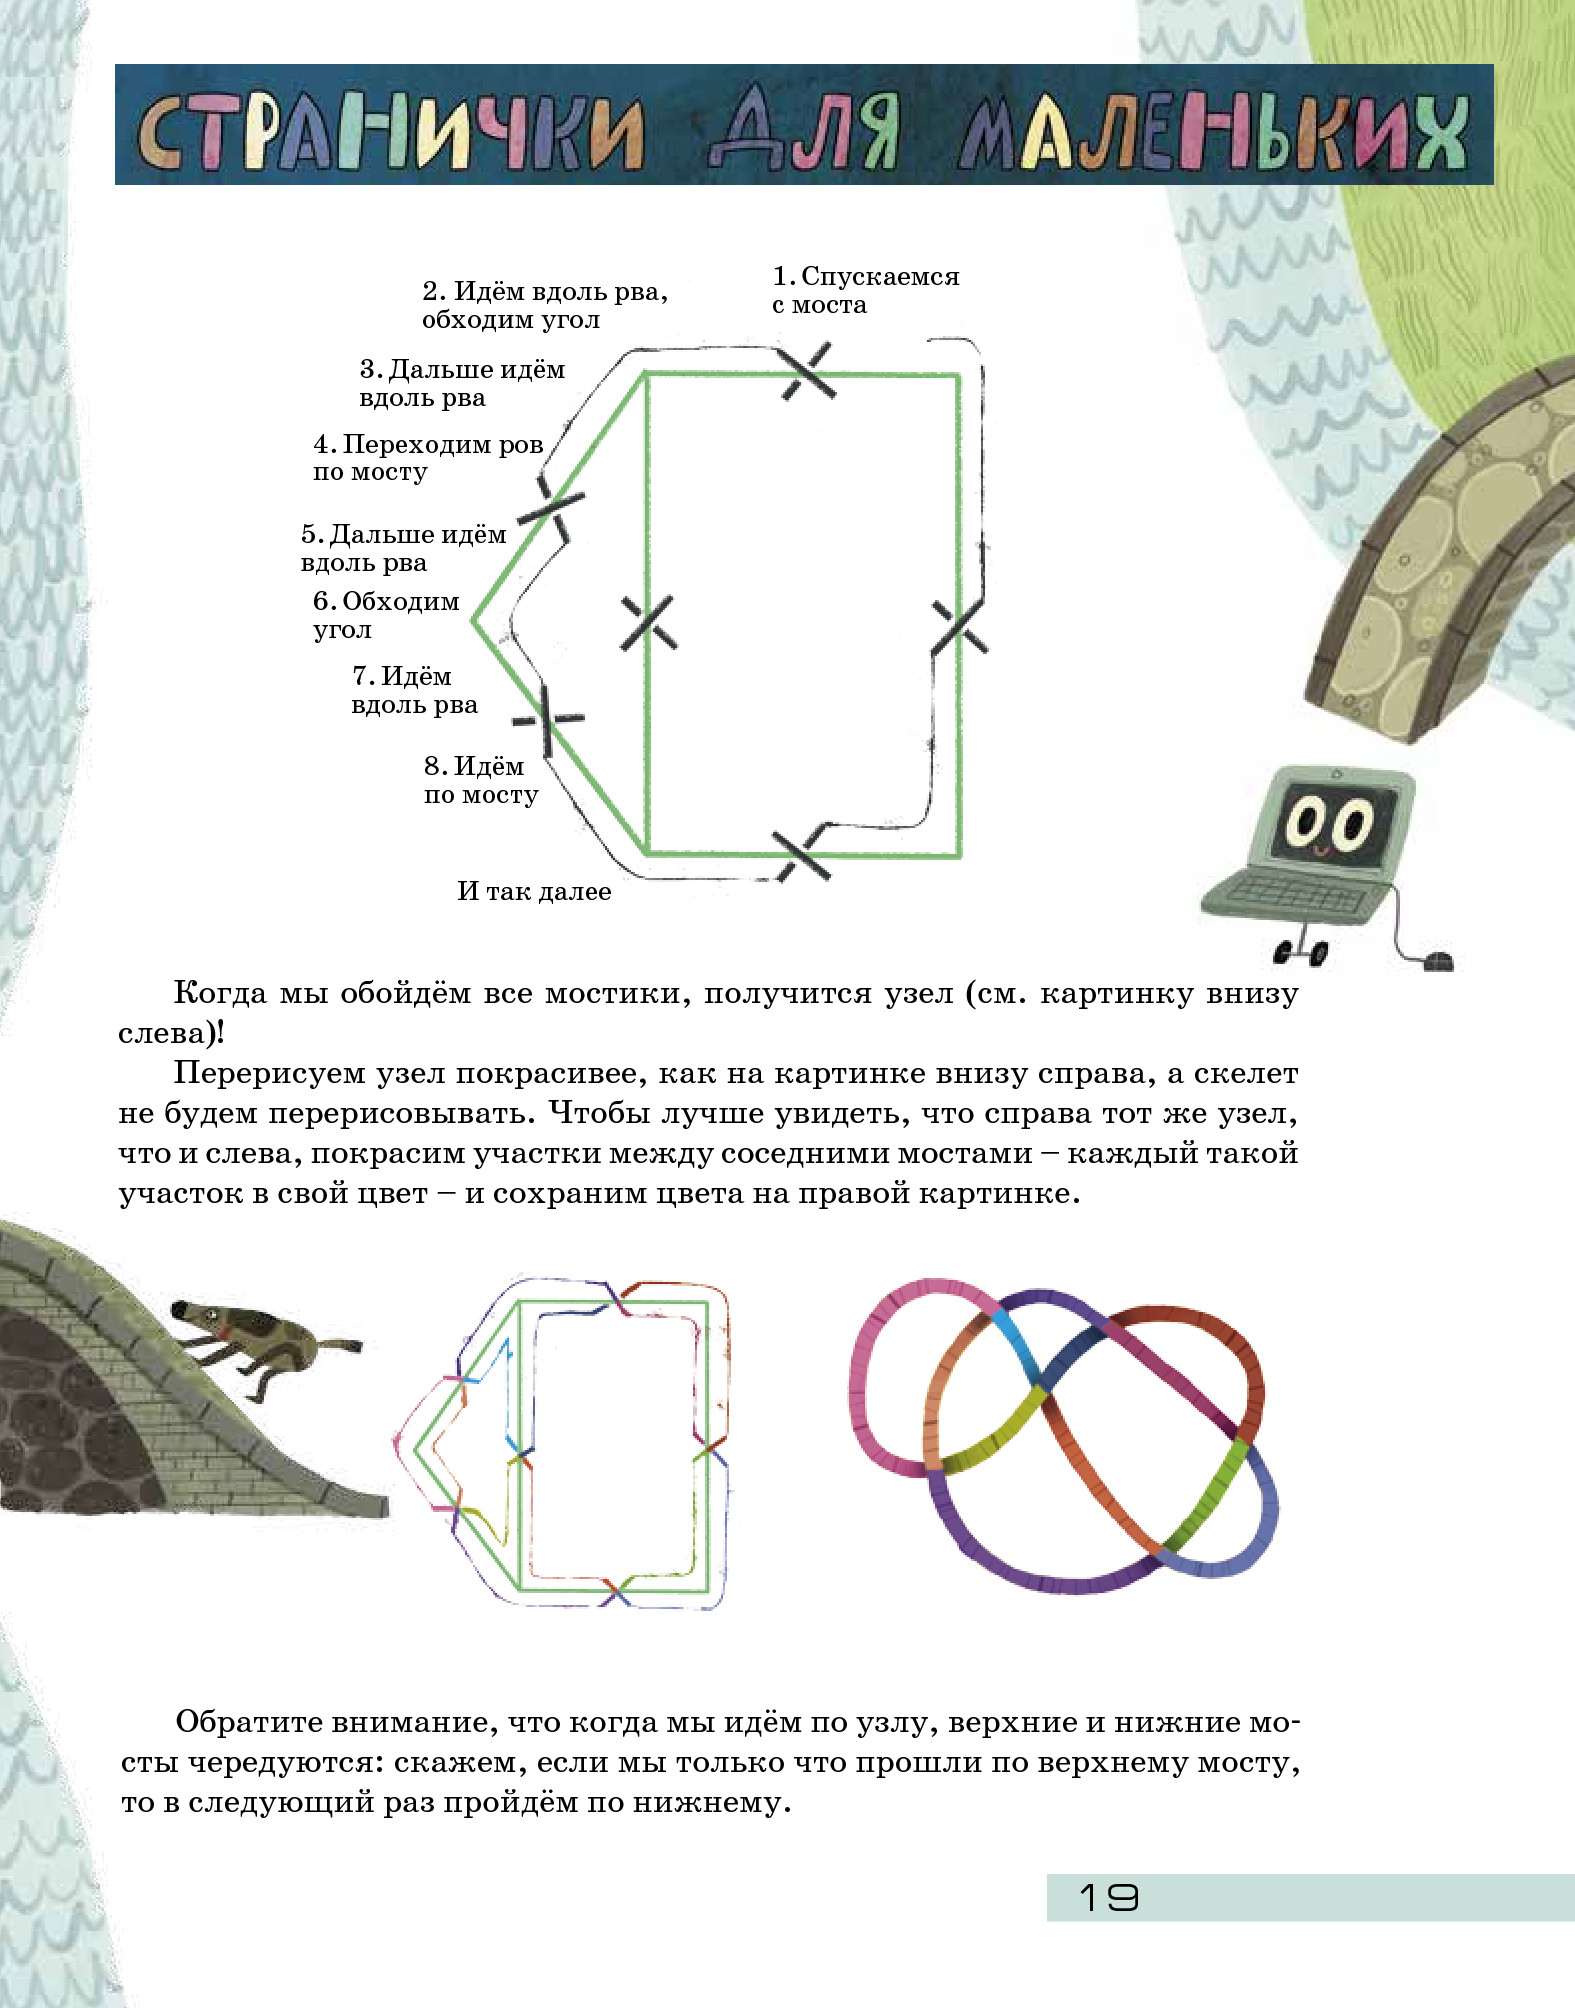 СТРАНИЧКИ ДЛЯ МАЛЕНЬКИХ
1. Спускаемся
с моста
2. Идём вдоль рва,
обходим угол
3. Дальше идём
вдоль рва
4. Переходим ров
по мосту
5. Дальше идём
вдоль рва
6. Обходим
угол
7. Идём
вдоль рва
8. Идём
по мосту
И так далее
Когда мы обойдём все мостики, получится узел (см. картинку внизу
слева)!
Перерисуем узел покрасивее, как на картинке внизу справа, а скелет
не будем перерисовывать. Чтобы лучше увидеть, что справа тот же узел,
что и слева, покрасим участки между соседними мостами – каждый такой
участок в свой цвет – и сохраним цвета на правой картинке.
Обратите внимание, что когда мы идём по узлу, верхние и нижние мо-
сты чередуются: скажем, если мы только что прошли по верхнему мосту,
то в следующий раз пройдём по нижнему.
19